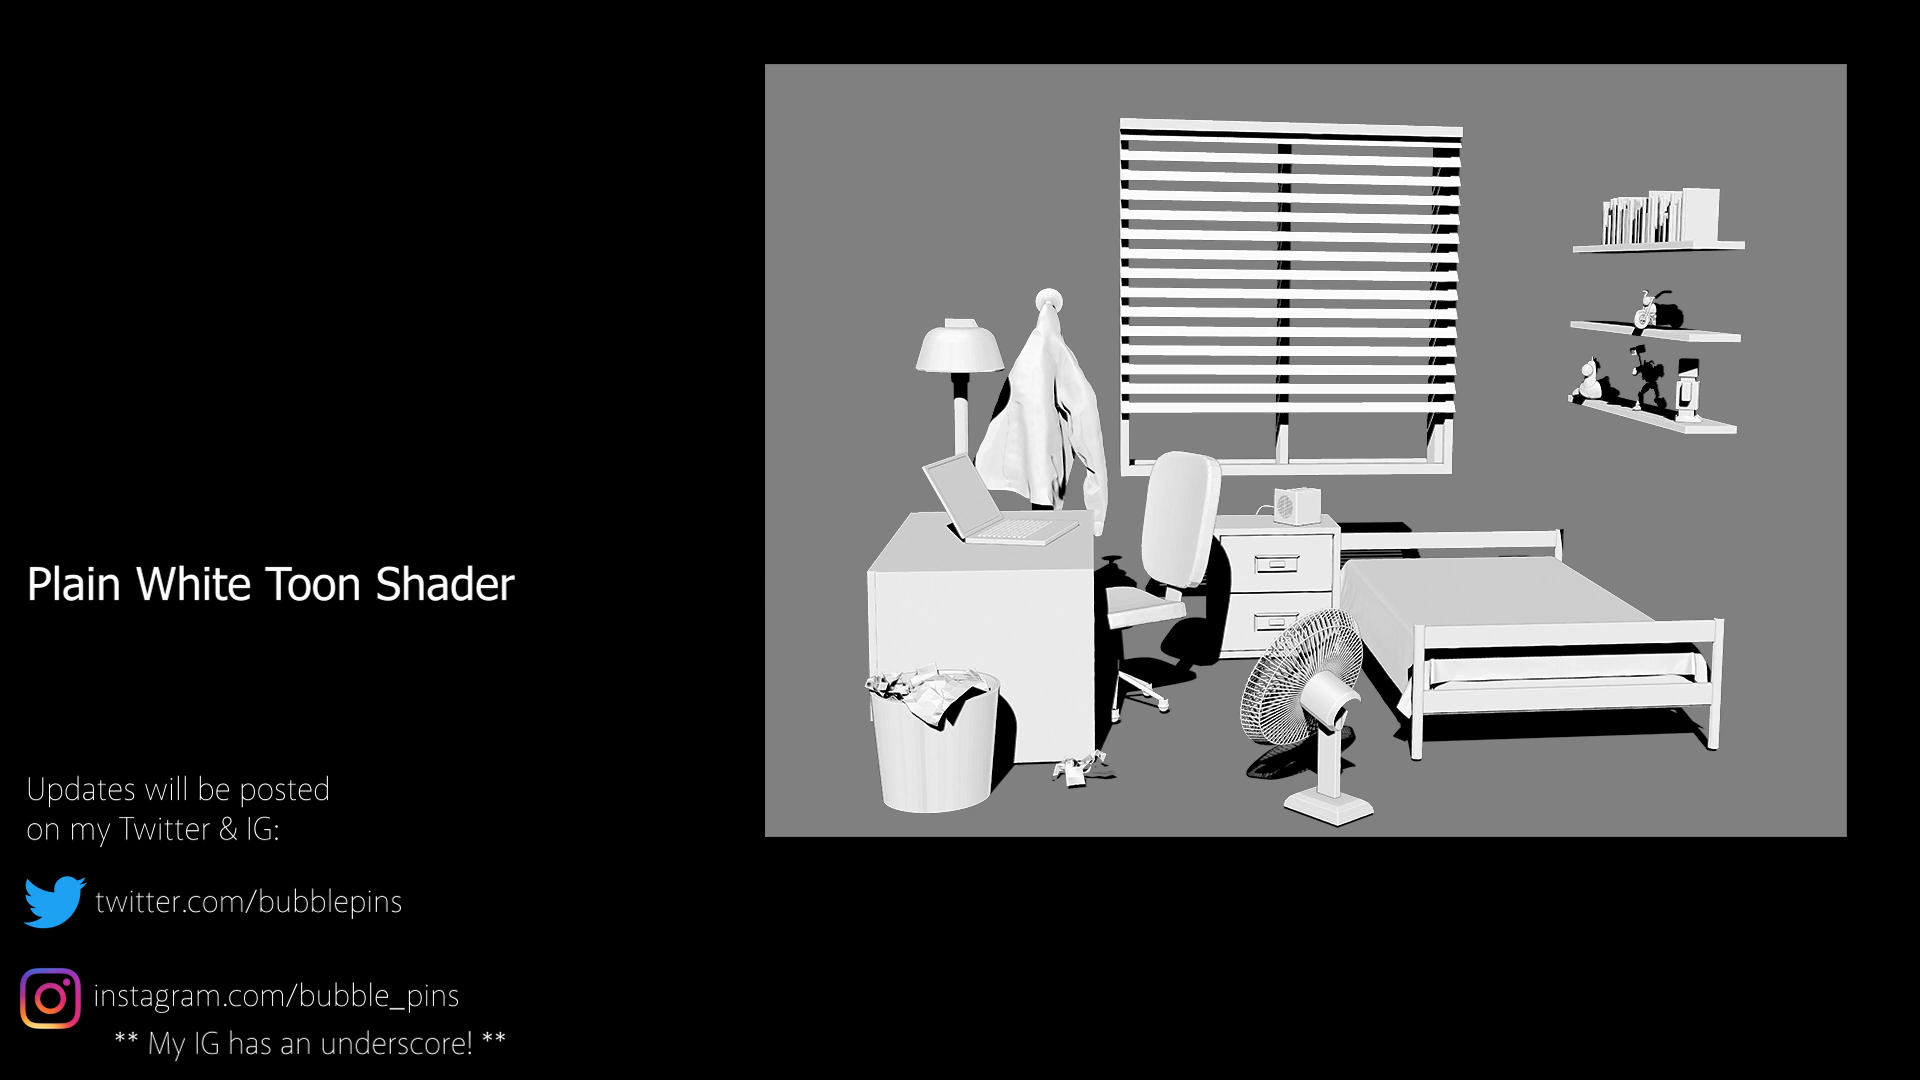 Plain White Toon Shader
Updates will be posted
on my Twitter & IG:
twitter.com/bubblepins
instagram.com/bubble_pins
** My IG has an underscore! **